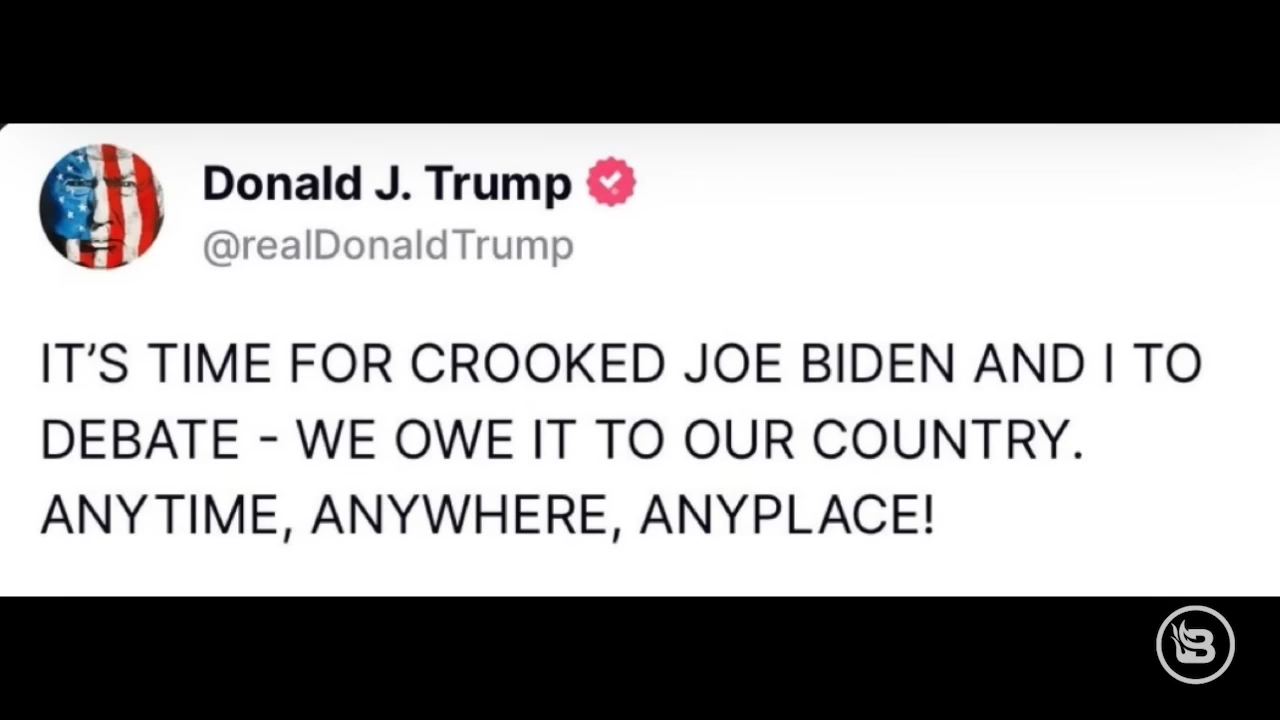 Donald J. Trump
@realDonaldTrump
IT’S TIME FOR CROOKED JOE BIDEN AND I TO
DEBATE - WE OWE IT TO OUR COUNTRY.
ANYTIME, ANYWHERE, ANYPLACE!
B